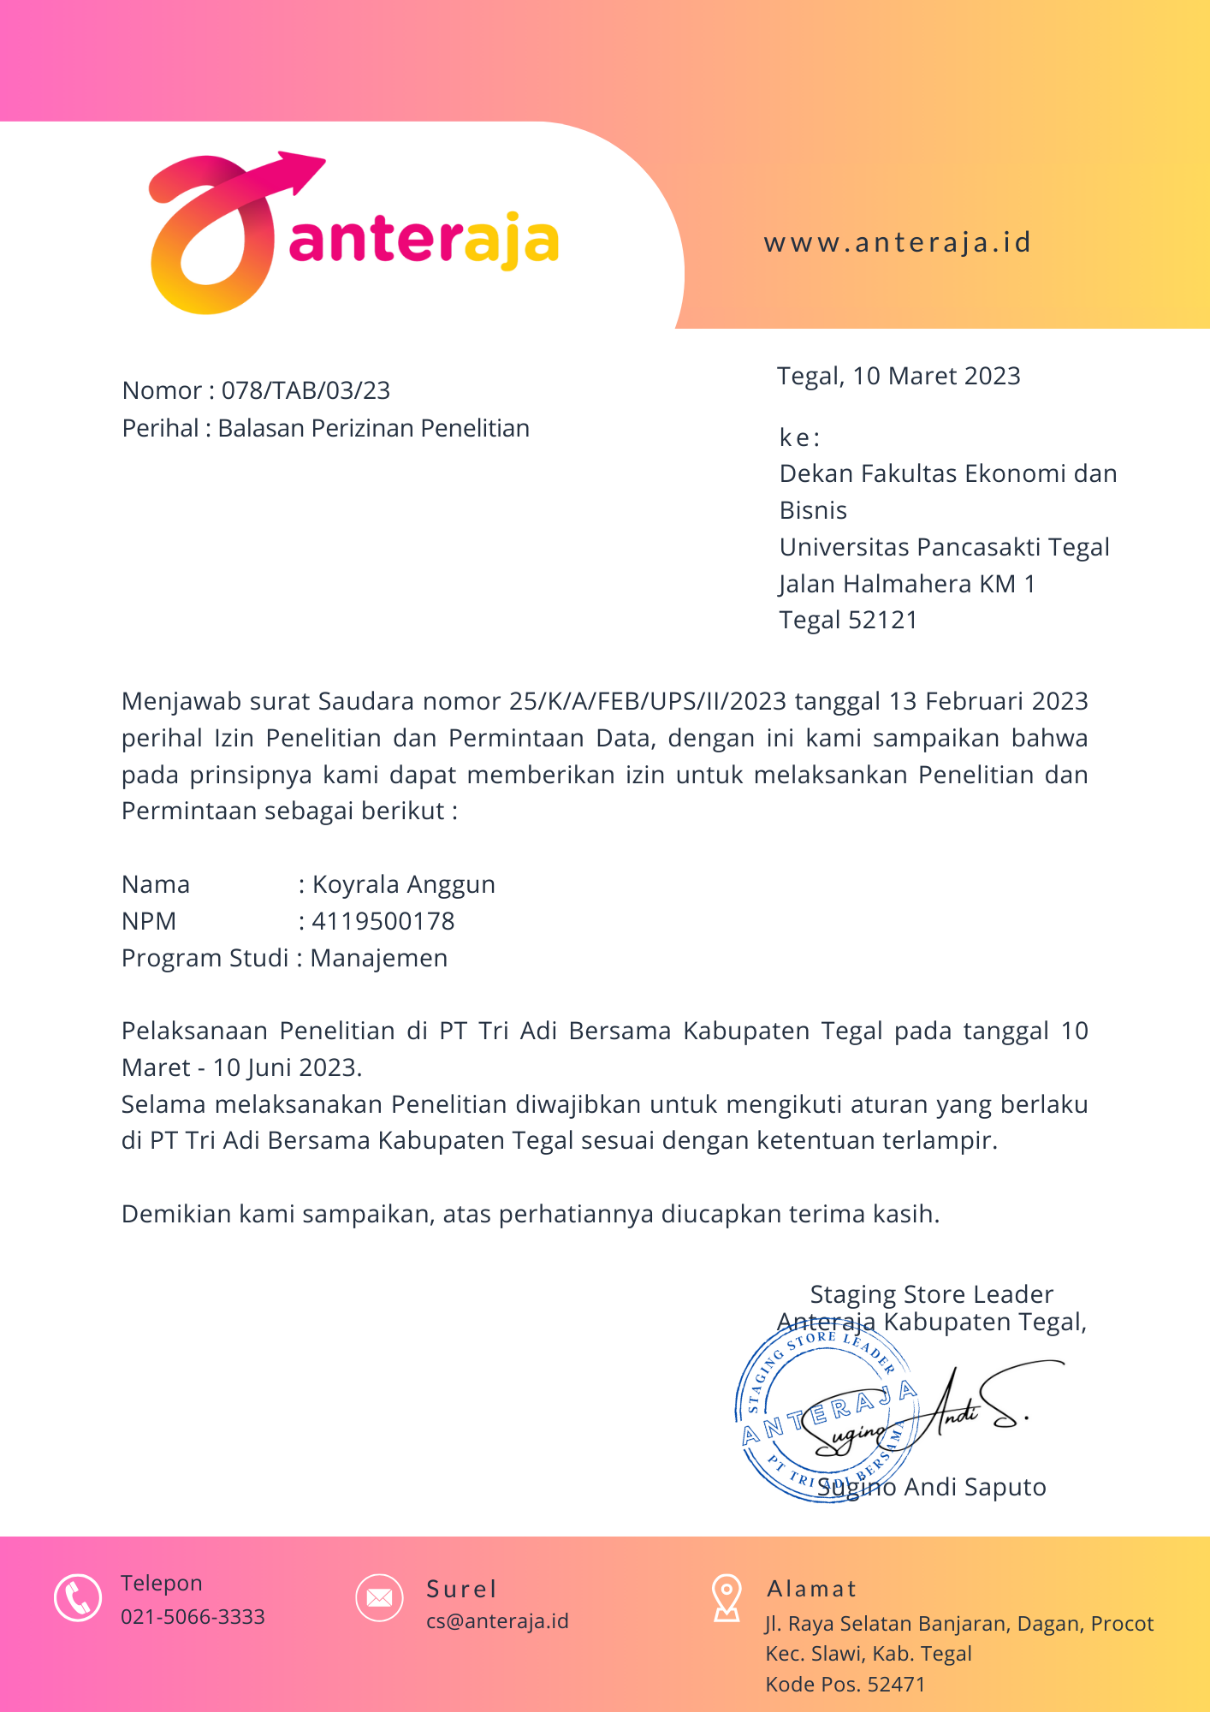 anteraja
www.anteraja.id
Nomor : 078/TAB/03/23
Perihal : Balasan Perizinan Penelitian
Tegal, 10 Maret 2023
ke:
Dekan Fakultas Ekonomi dan
Bisnis
Universitas Pancasakti Tegal
Jalan Halmahera KM 1
Tegal 52121
Menjawab surat Saudara nomor 25/K/A/FEB/UPS/II/2023 tanggal 13 Februari 2023
perihal Izin Penelitian dan Permintaan Data, dengan ini kami sampaikan bahwa
pada prinsipnya kami dapat memberikan izin untuk melaksankan Penelitian dan
Permintaan sebagai berikut :
Nama : Koyrala Anggun
NPM : 4119500178
Program Studi : Manajemen
Pelaksanaan Penelitian di PT Tri Adi Bersama Kabupaten Tegal pada tanggal 10
Maret - 10 Juni 2023.
Selama melaksanakan Penelitian diwajibkan untuk mengikuti aturan yang berlaku
di PT Tri Adi Bersama Kabupaten Tegal sesuai dengan ketentuan terlampir.
Demikian kami sampaikan, atas perhatiannya diucapkan terima kasih.
Staging Store Leader
Anteraja Kabupaten Tegal,
STAGING STORE LEADER
ANTERAJA
PT TRI ADI BERSAMA
Sugino Andi S.
Sugino Andi Saputo
Telepon
021-5066-3333
Surel
cs@anteraja.id
Alamat
Jl. Raya Selatan Banjaran, Dagan, Procot
Kec. Slawi, Kab. Tegal
Kode Pos. 52471